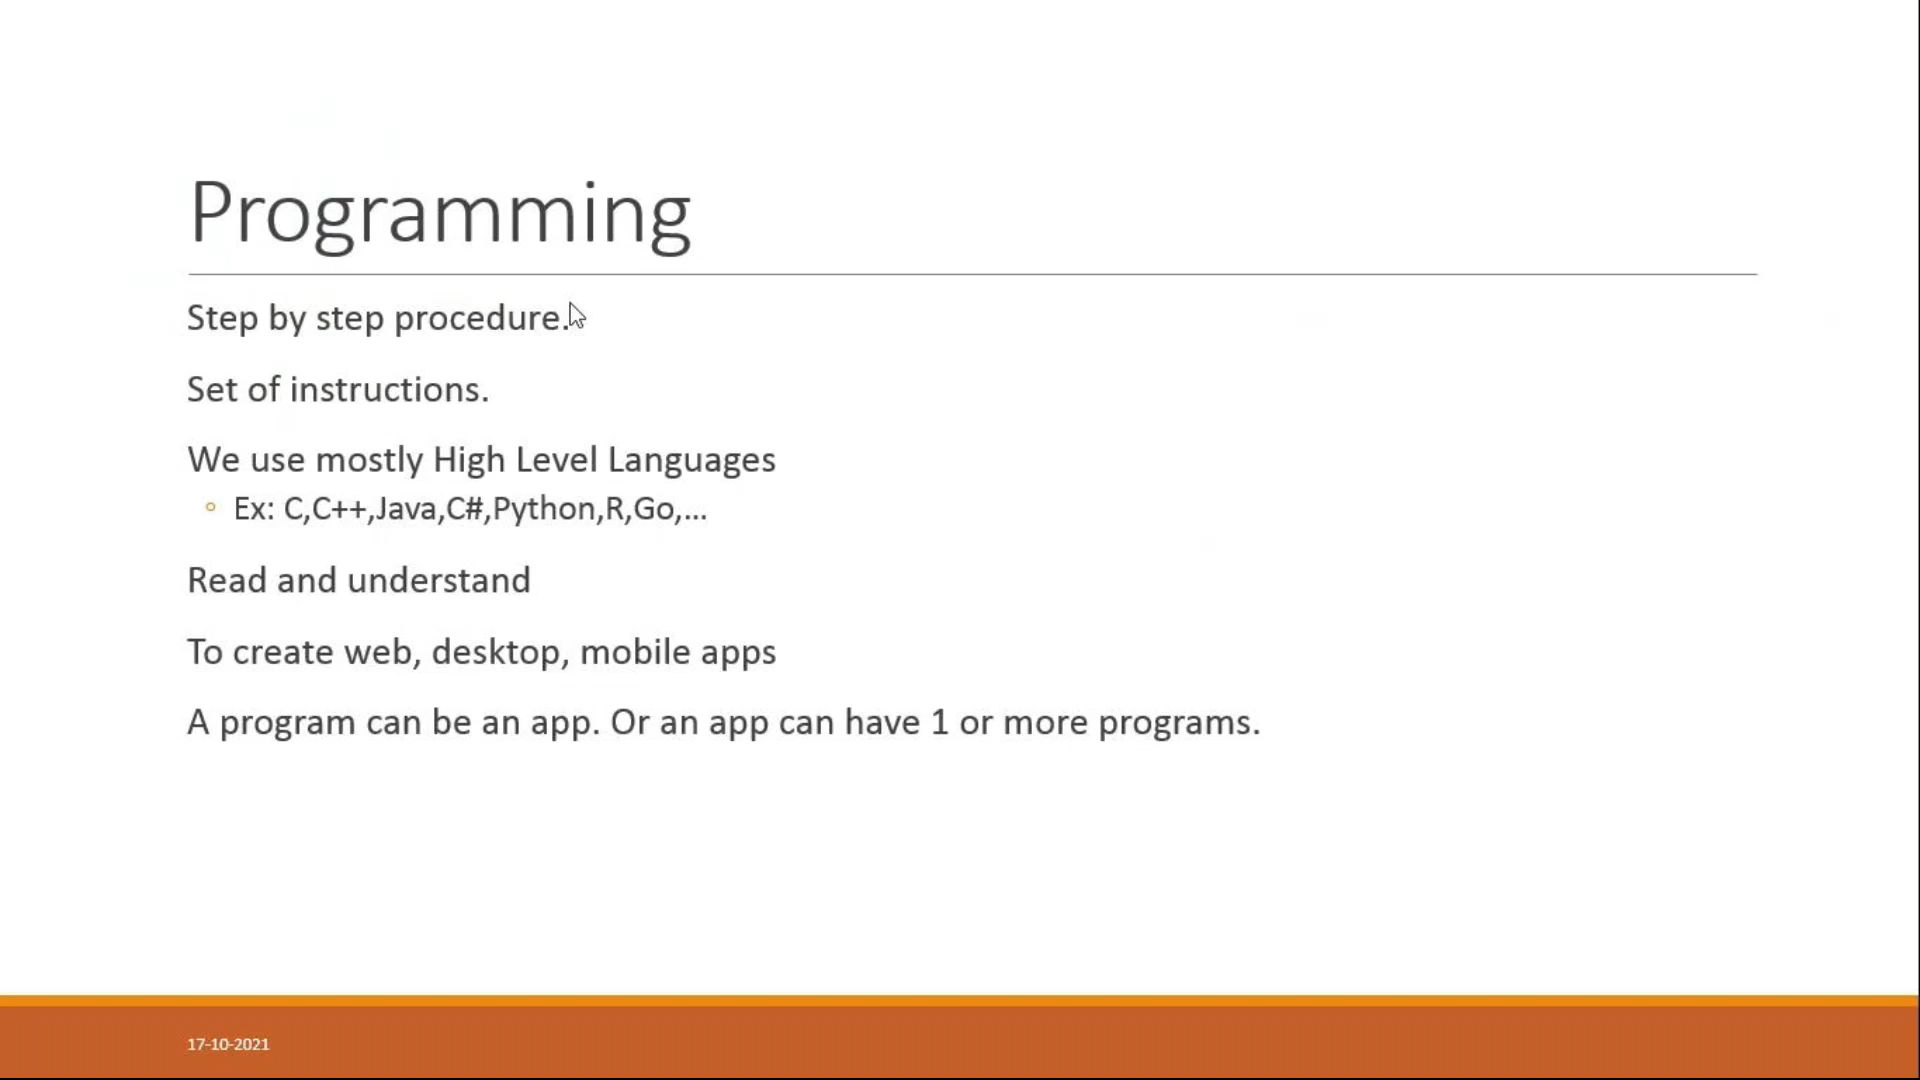 Programming
Step by step procedure.
Set of instructions.
We use mostly High Level Languages
Ex: C,C++,Java,C#,Python,R,Go,...
Read and understand
To create web, desktop, mobile apps
A program can be an app. Or an app can have 1 or more programs.
17-10-2021